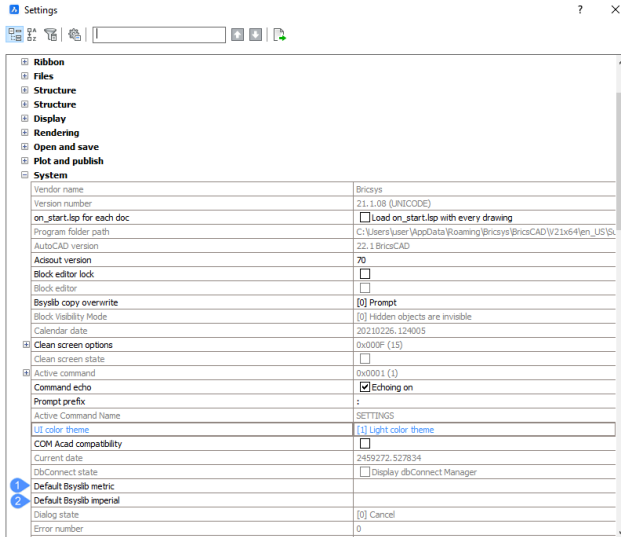 Settings
Ribbon
Files
Structure
Structure
Display
Rendering
Open and save
Plot and publish
System
Vendor name Bricsys
Version number 21.1.08 (UNICODE)
on_start.lsp for each doc Load on_start.lsp with every drawing
Program folder path C:\Users\user\AppData\Roaming\Bricsys\BricsCAD\V21x64\en_US\Su
AutoCAD version 22.1 BricsCAD
Acisout version 70
Block editor lock
Block editor
Bsyslib copy overwrite [0] Prompt
Block Visibility Mode [0] Hidden objects are invisible
Calendar date 20210226.124005
Clean screen options 0x000F (15)
Clean screen state
Active command 0x0001 (1)
Command echo Echoing on
Prompt prefix :
Active Command Name SETTINGS
UI color theme [1] Light color theme
COM Acad compatibility
Current date 2459272.527834
DbConnect state Display dbConnect Manager
1 Default Bsyslib metric
2 Default Bsyslib imperial
Dialog state [0] Cancel
Error number 0